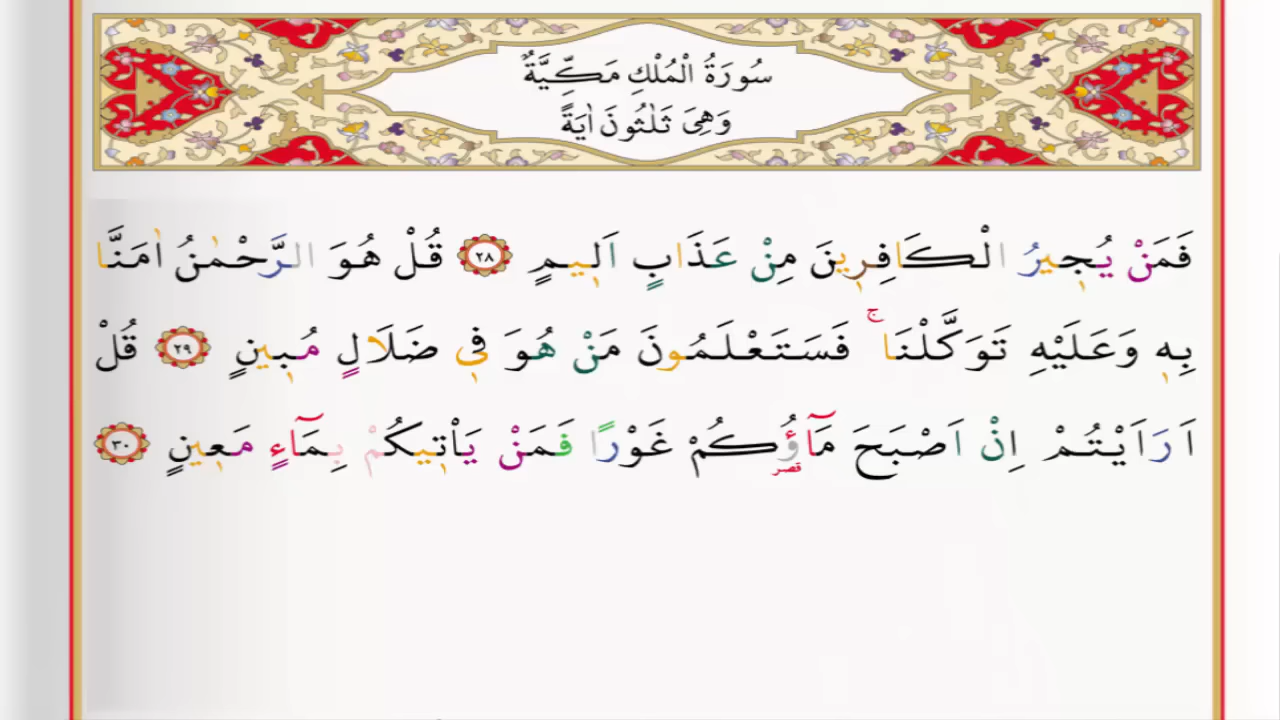 سُورَةُ الْمُلْكِ مَكِّيَّةٌ
وَهِىَ ثَلٰثُونَ اٰيَةً
فَمَنْ يُجٖيرُ الْكَافِرٖينَ مِنْ عَذَابٍ اَلٖيمٍ ﴿٢٨﴾ قُلْ هُوَ الرَّحْمٰنُ اٰمَنَّا
بِهٖ وَعَلَيْهِ تَوَكَّلْنَاۚ فَسَتَعْلَمُونَ مَنْ هُوَ فٖى ضَلَالٍ مُبٖينٍ ﴿٢٩﴾ قُلْ
اَرَاَيْتُمْ اِنْ اَصْبَحَ مَٓاؤُكُمْ غَوْرًا فَمَنْ يَاْتٖيكُمْ بِمَٓاءٍ مَعٖينٍ ﴿٣٠﴾
قصر